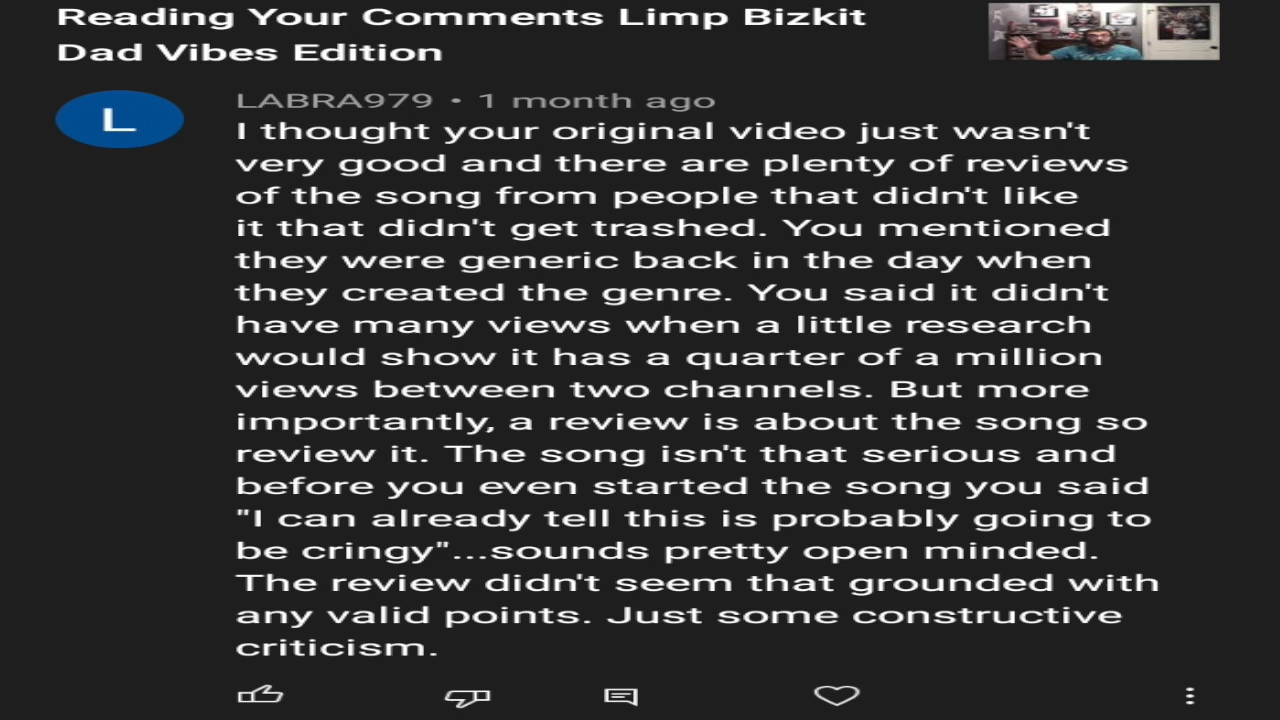 Reading Your Comments Limp Bizkit
Dad Vibes Edition
L
LABRA979 • 1 month ago
I thought your original video just wasn't
very good and there are plenty of reviews
of the song from people that didn't like
it that didn't get trashed. You mentioned
they were generic back in the day when
they created the genre. You said it didn't
have many views when a little research
would show it has a quarter of a million
views between two channels. But more
importantly, a review is about the song so
review it. The song isn't that serious and
before you even started the song you said
"I can already tell this is probably going to
be cringy"...sounds pretty open minded.
The review didn't seem that grounded with
any valid points. Just some constructive
criticism.